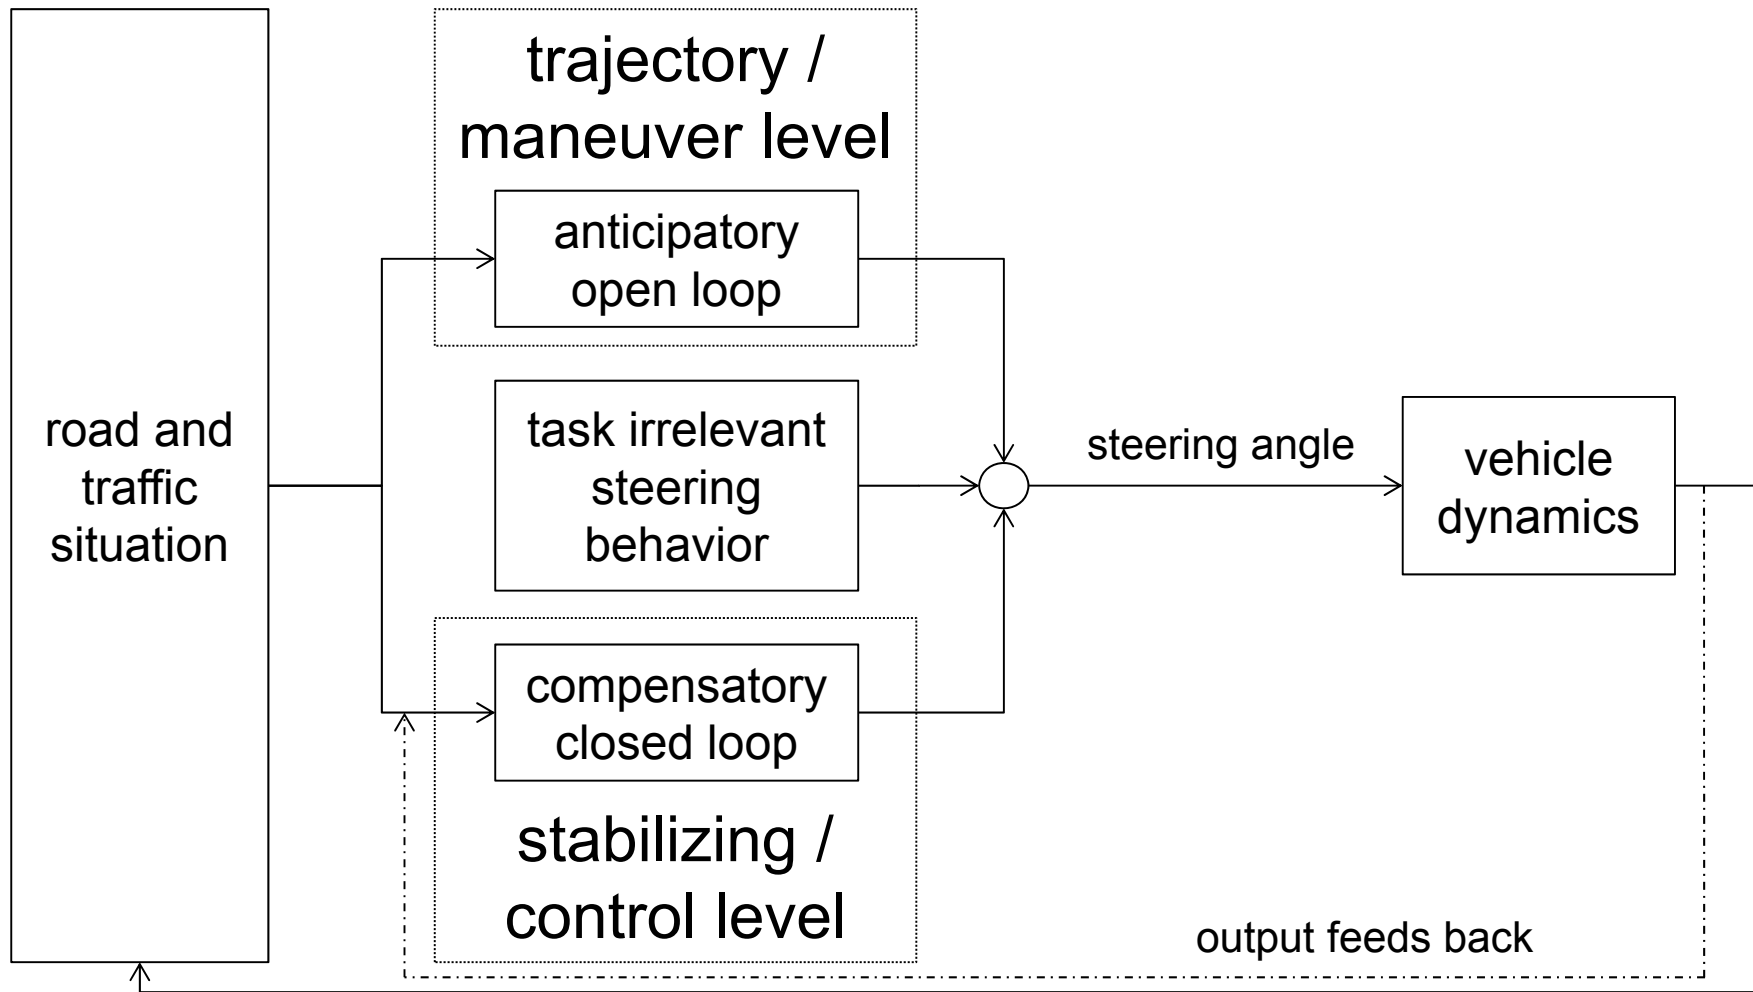 trajectory /
maneuver level
anticipatory
open loop
road and
traffic
situation
task irrelevant
steering
behavior
steering angle
vehicle
dynamics
compensatory
closed loop
stabilizing /
control level
output feeds back